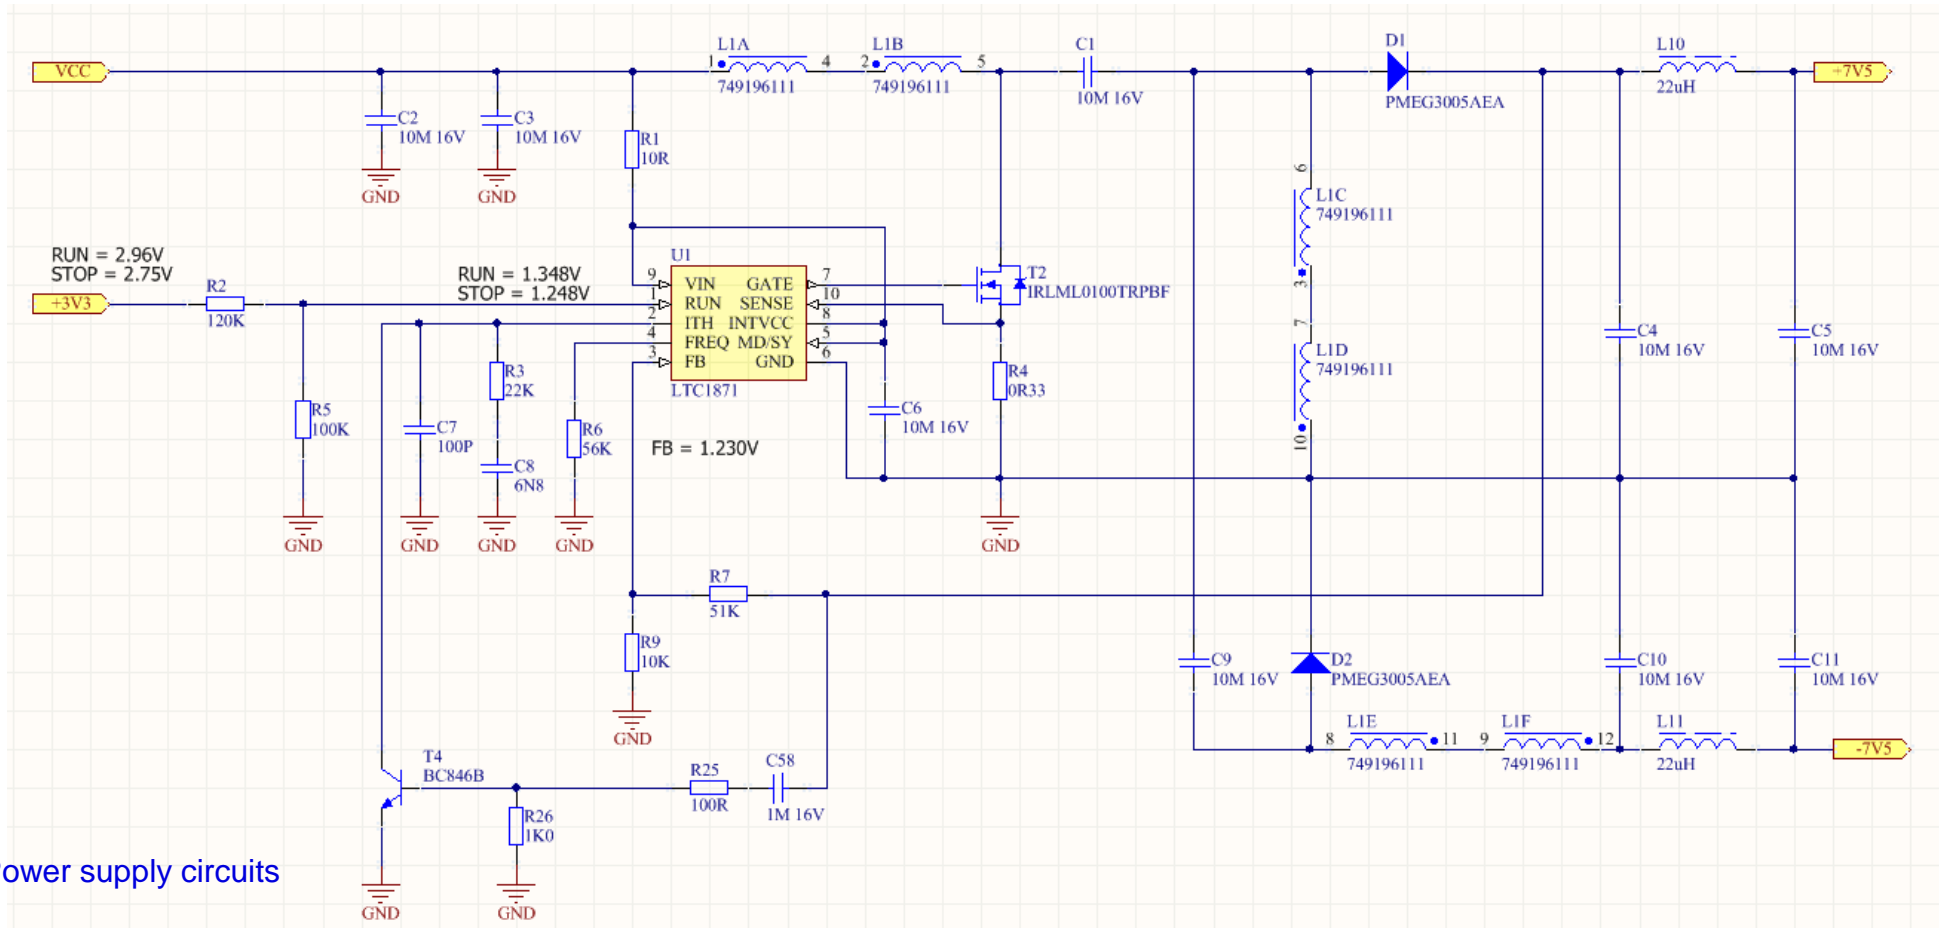 L1A
L1B
C1
D1
L10
VCC
1
4
2
5
+7V5
749196111
749196111
10M 16V
PMEG3005AEA
22uH
C2
10M 16V
C3
10M 16V
R1
10R
GND
GND
6
L1C
749196111
3
RUN = 2.96V
STOP = 2.75V
RUN = 1.348V
STOP = 1.248V
U1
+3V3
R2
120K
9
VIN
GATE
7
1
RUN
SENSE
10
2
ITH
INTVCC
8
4
FREQ
MD/SY
5
3
FB
GND
6
LTC1871
T2
IRLML0100TRPBF
7
L1D
749196111
10
C4
10M 16V
C5
10M 16V
R3
22K
R4
0R33
R5
100K
C7
100P
R6
56K
C6
10M 16V
FB = 1.230V
C8
6N8
GND
GND
GND
GND
GND
R7
51K
R9
10K
GND
C9
10M 16V
D2
PMEG3005AEA
C10
10M 16V
C11
10M 16V
L1E
L1F
L11
8
11
9
12
-7V5
749196111
749196111
22uH
T4
BC846B
R25
100R
C58
1M 16V
R26
1K0
ower supply circuits
GND
GND